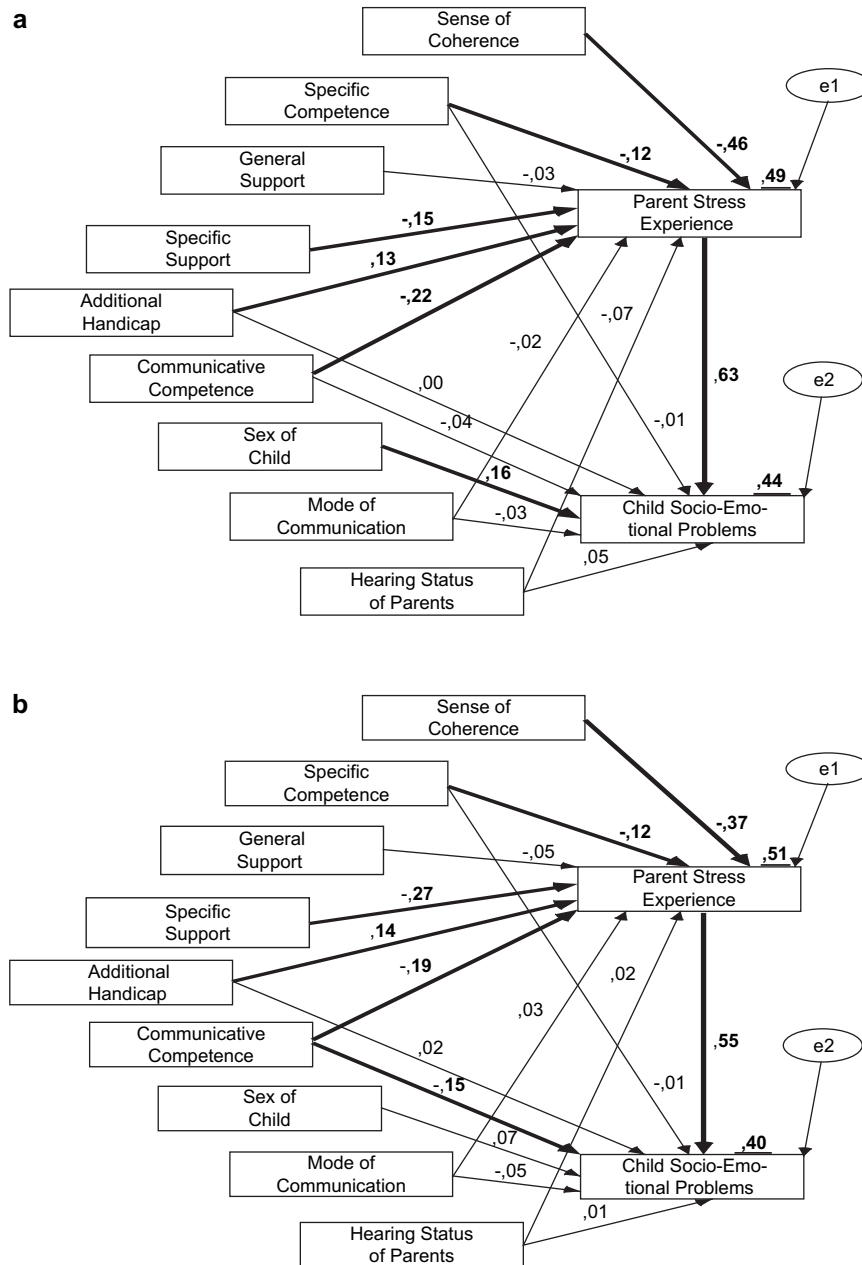 a
Sense of
Coherence
e1
Specific
Competence
-,46
-,12
,49
General
Support
-,03
Parent Stress
Experience
-,15
Specific
Support
,13
Additional
Handicap
-,22
-,07
-,02
Communicative
Competence
,00
,63
e2
-,04
-,01
Sex of
Child
,16
,44
Mode of
Communication
-,03
Child Socio-Emo-
tional Problems
,05
Hearing Status
of Parents
b
Sense of
Coherence
e1
Specific
Competence
-,37
-,12
,51
General
Support
-,05
Parent Stress
Experience
-,27
Specific
Support
,14
Additional
Handicap
-,19
,02
,03
Communicative
Competence
,02
,55
e2
-,15
-,01
Sex of
Child
,07
,40
Mode of
Communication
-,05
Child Socio-Emo-
tional Problems
,01
Hearing Status
of Parents